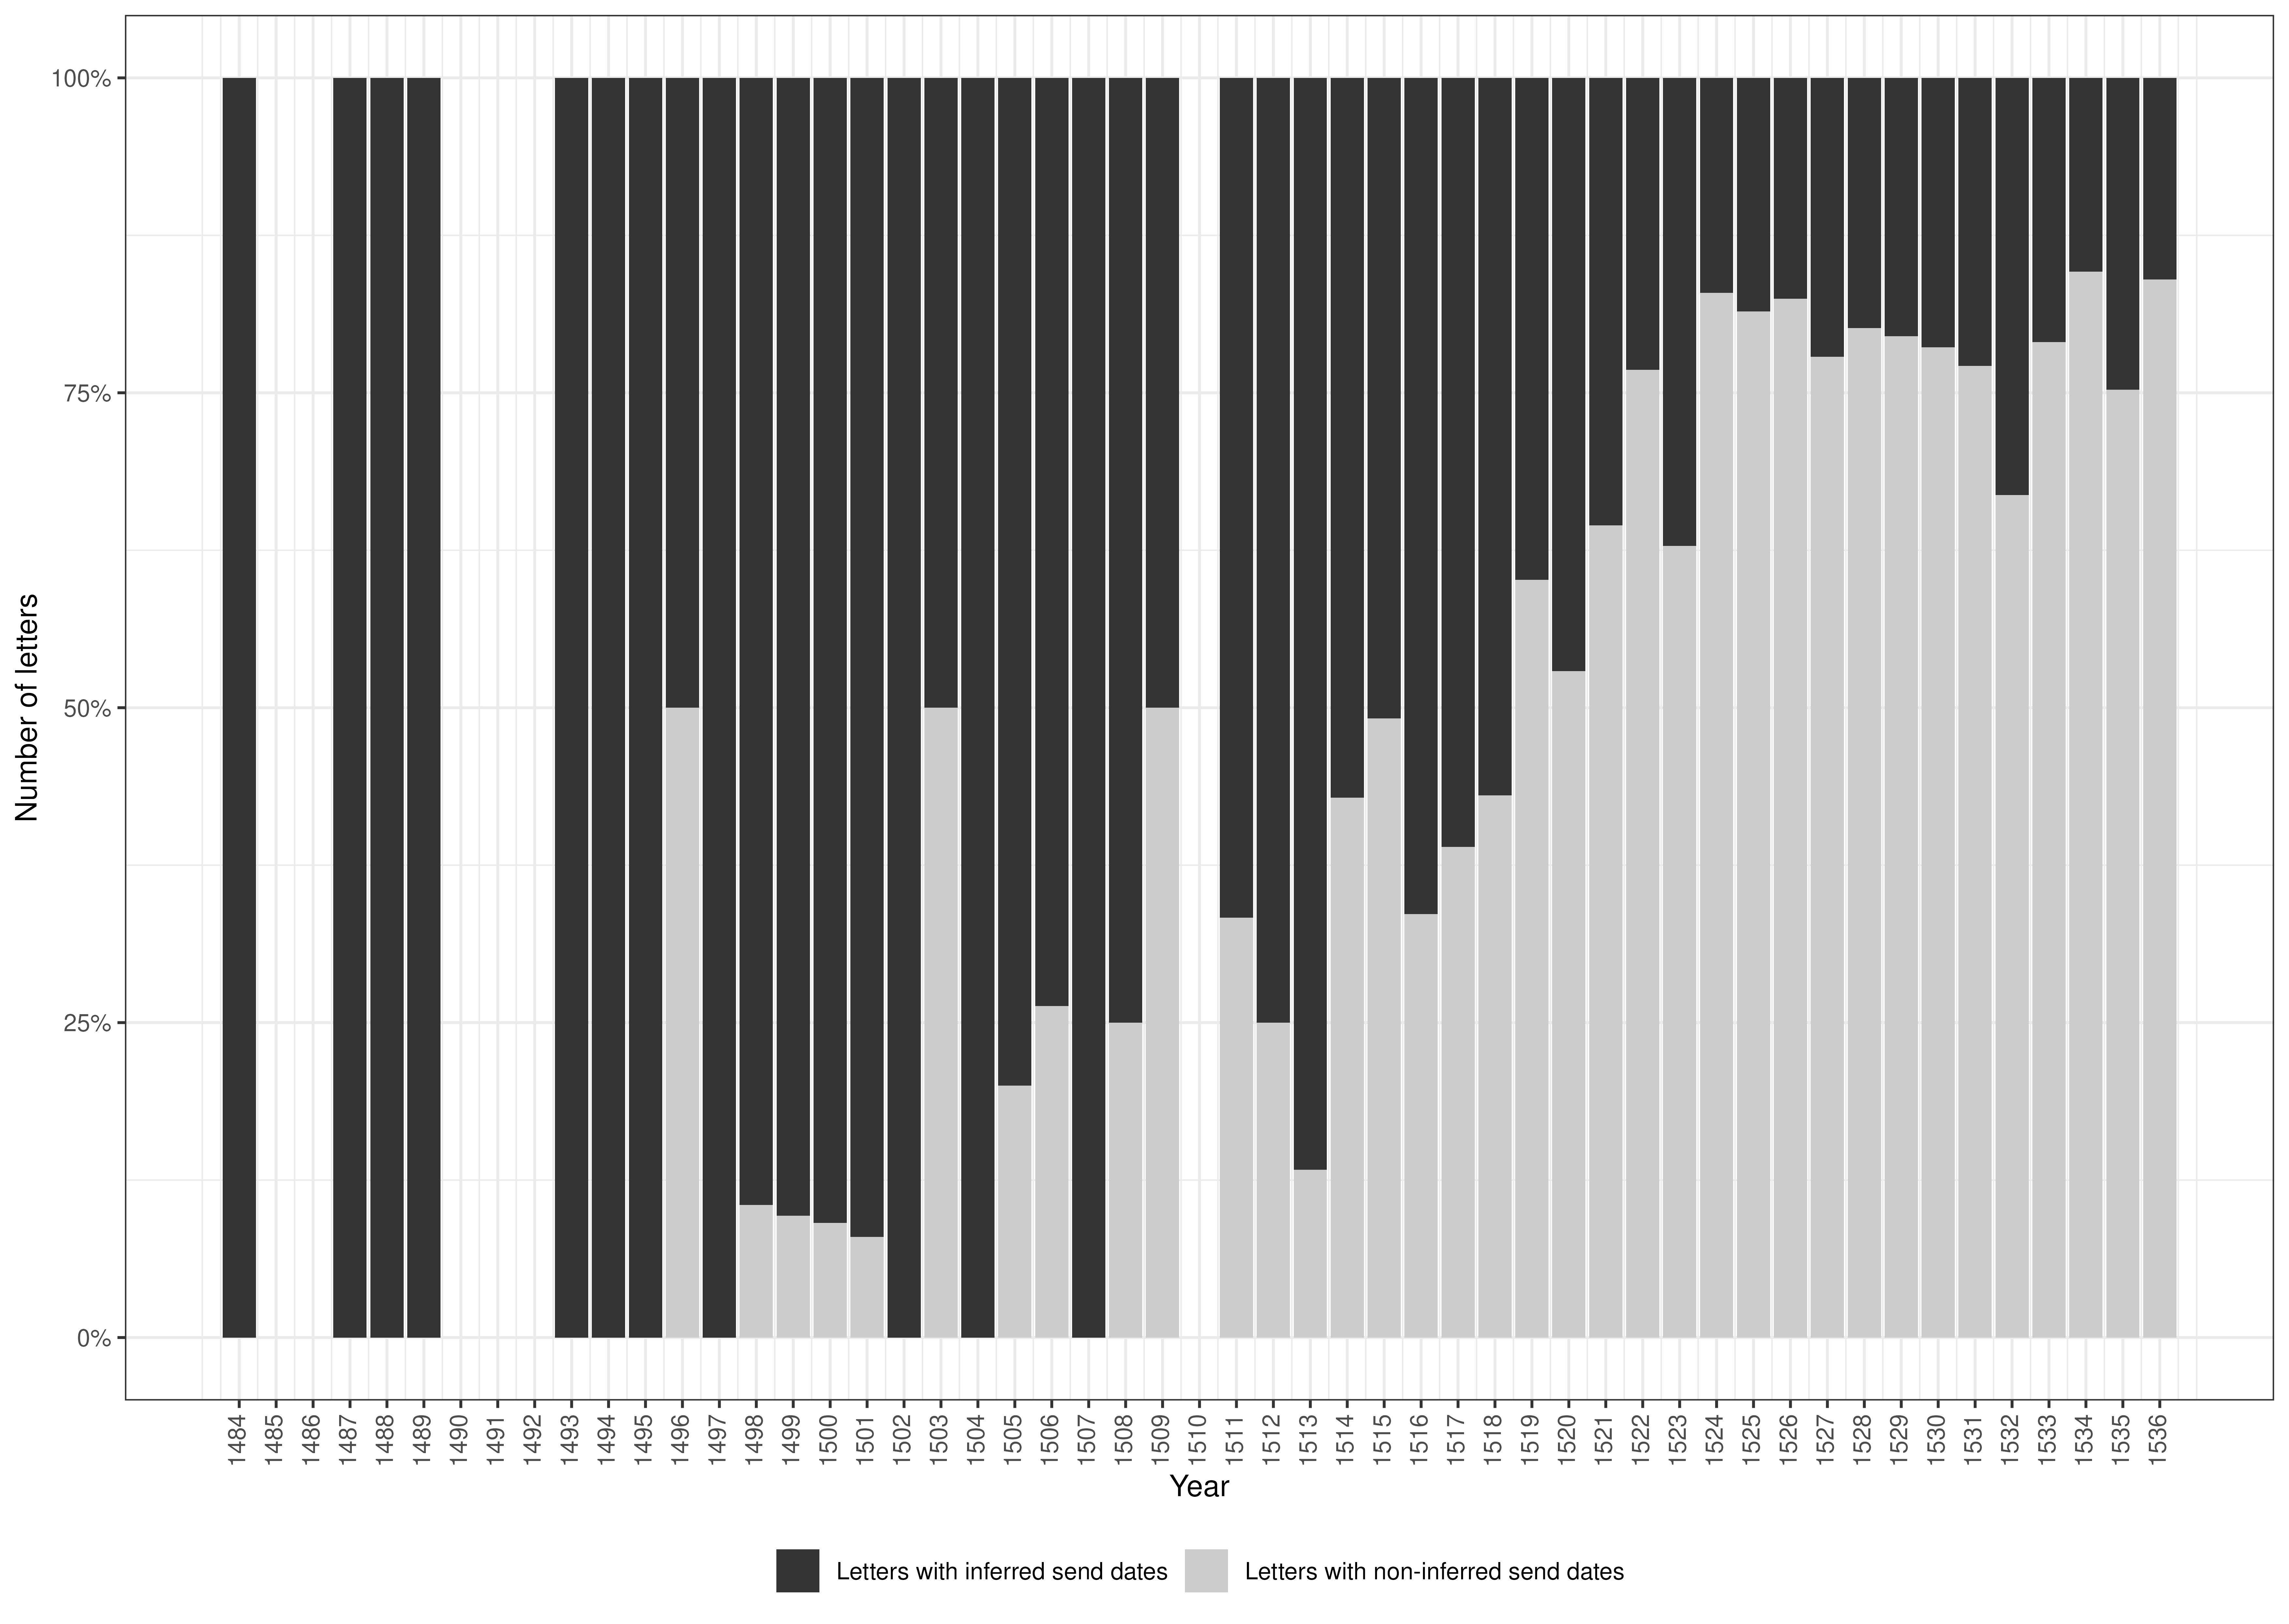 Number of letters
100%
75%
50%
25%
0%
1484 1485 1486 1487 1488 1489 1490 1491 1492 1493 1494 1495 1496 1497 1498 1499 1500 1501 1502 1503 1504 1505 1506 1507 1508 1509 1510 1511 1512 1513 1514 1515 1516 1517 1518 1519 1520 1521 1522 1523 1524 1525 1526 1527 1528 1529 1530 1531 1532 1533 1534 1535 1536
Year
Letters with inferred send dates Letters with non-inferred send dates